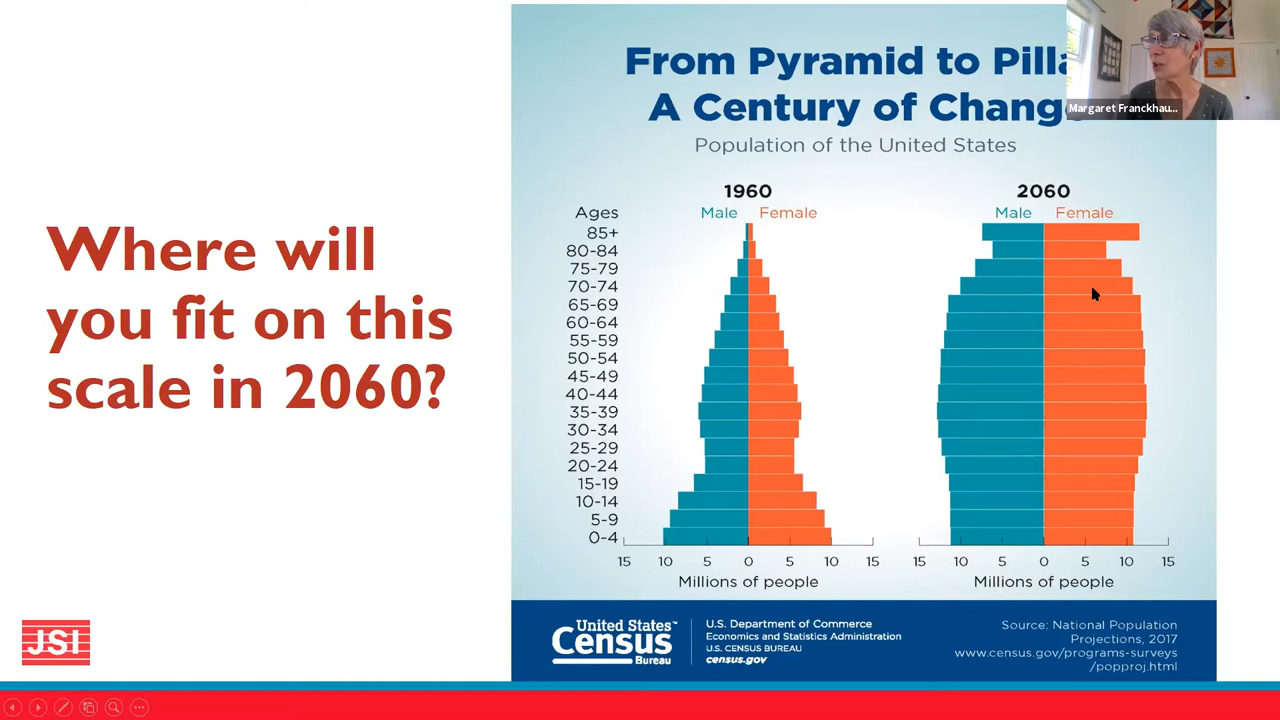 Where will
you fit on this
scale in 2060?
JSI
From Pyramid to
A Century of
Population of the United States
1960
Male Female
2060
Male Female
Ages
85+
80-84
75-79
70-74
65-69
60-64
55-59
50-54
45-49
40-44
35-39
30-34
25-29
20-24
15-19
10-14
5-9
0-4
15 10 5 0 5 10 15
Millions of people
15 10 5 0 5 10 15
Millions of people
United States™
Census
Bureau
U.S. Department of Commerce
Economics and Statistics Administration
U.S. CENSUS BUREAU
census.gov
Source: National Population
Projections, 2017
www.census.gov/programs-surveys
/popproj.html
Margaret Franckhau...